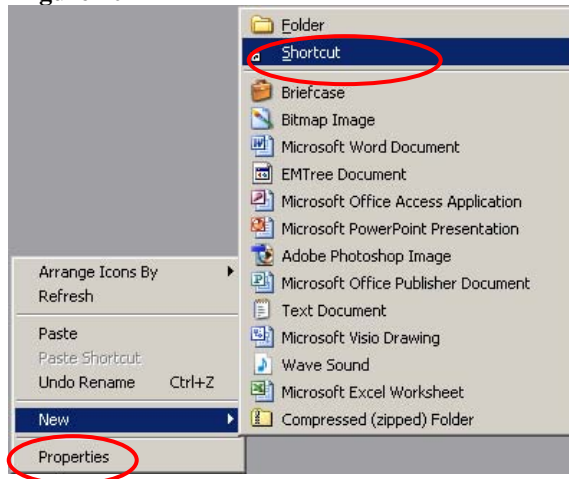 Folder
Shortcut
Briefcase
Bitmap Image
Microsoft Word Document
EMTree Document
Microsoft Office Access Application
Microsoft PowerPoint Presentation
Adobe Photoshop Image
Microsoft Office Publisher Document
Text Document
Microsoft Visio Drawing
Wave Sound
Microsoft Excel Worksheet
Compressed (zipped) Folder
Arrange Icons By
Refresh
Paste
Paste Shortcut
Undo Rename Ctrl+Z
New
Properties